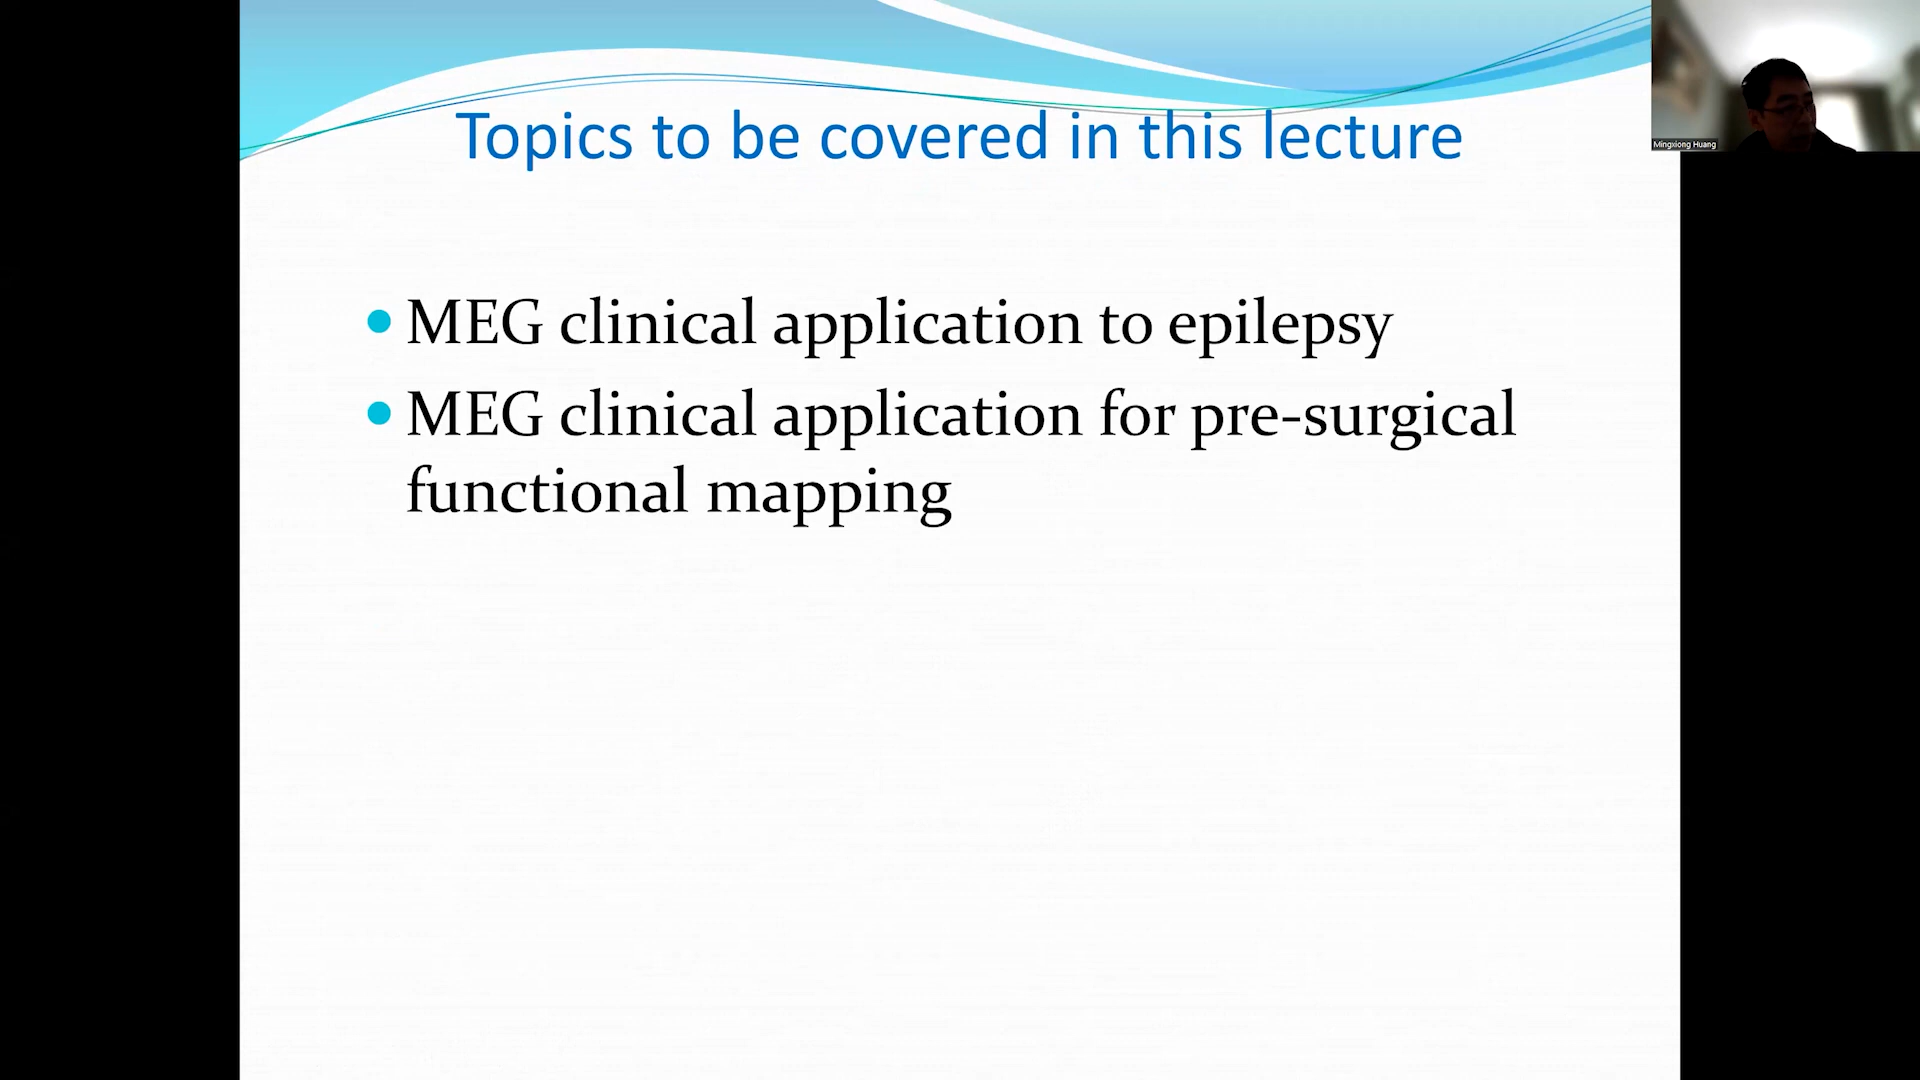 Topics to be covered in this lecture
MEG clinical application to epilepsy
MEG clinical application for pre-surgical
functional mapping
Mingxiong Huang